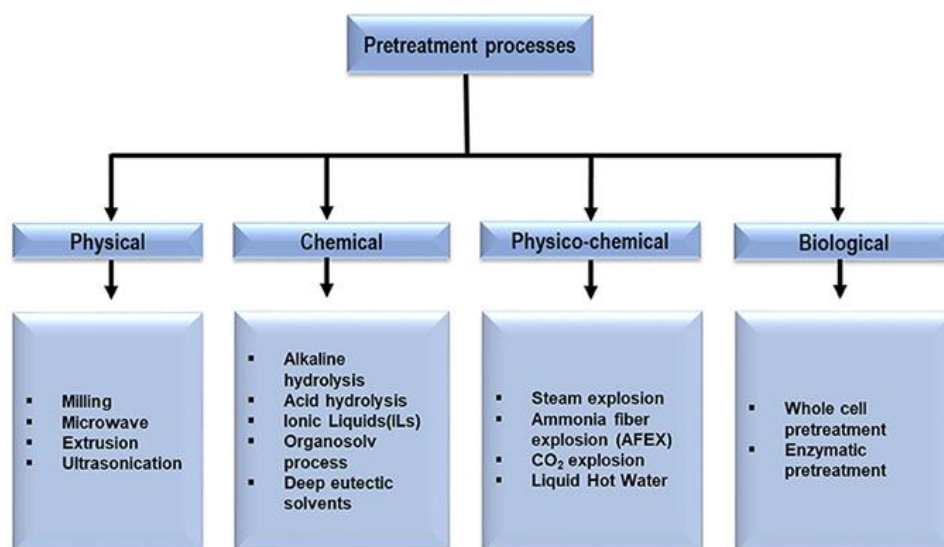 Pretreatment processes
Physical
Chemical
Physico-chemical
Biological
▪ Milling
▪ Microwave
▪ Extrusion
▪ Ultrasonication
▪ Alkaline
hydrolysis
▪ Acid hydrolysis
▪ Ionic Liquids(ILs)
▪ Organosolv
process
▪ Deep eutectic
solvents
▪ Steam explosion
▪ Ammonia fiber
explosion (AFEX)
▪ CO₂ explosion
▪ Liquid Hot Water
▪ Whole cell
pretreatment
▪ Enzymatic
pretreatment